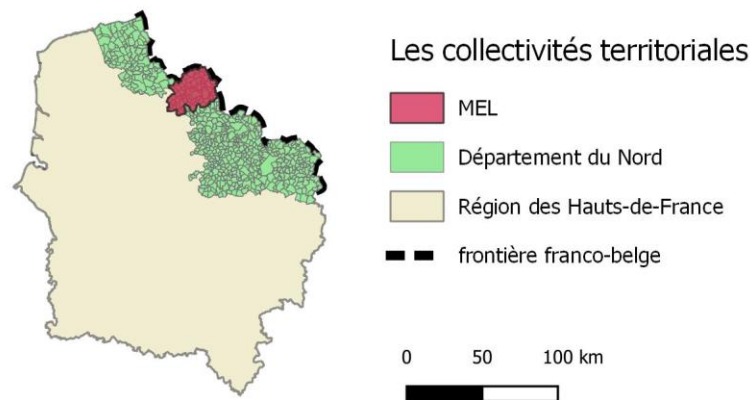 Les collectivités territoriales
MEL
Département du Nord
Région des Hauts-de-France
frontière franco-belge
0 50 100 km